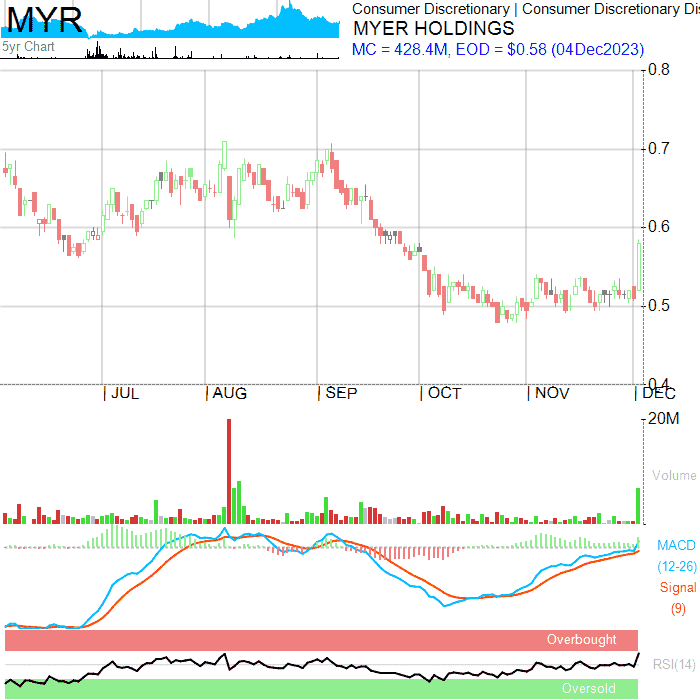 MYR
5yr Chart
Consumer Discretionary | Consumer Discretionary Dis
MYER HOLDINGS
MC = 428.4M, EOD = $0.58 (04Dec2023)
0.8
0.7
0.6
0.5
0.4
JUL
AUG
SEP
OCT
NOV
DEC
20M
Volume
MACD
(12-26)
Signal
(9)
Overbought
RSI(14)
Oversold